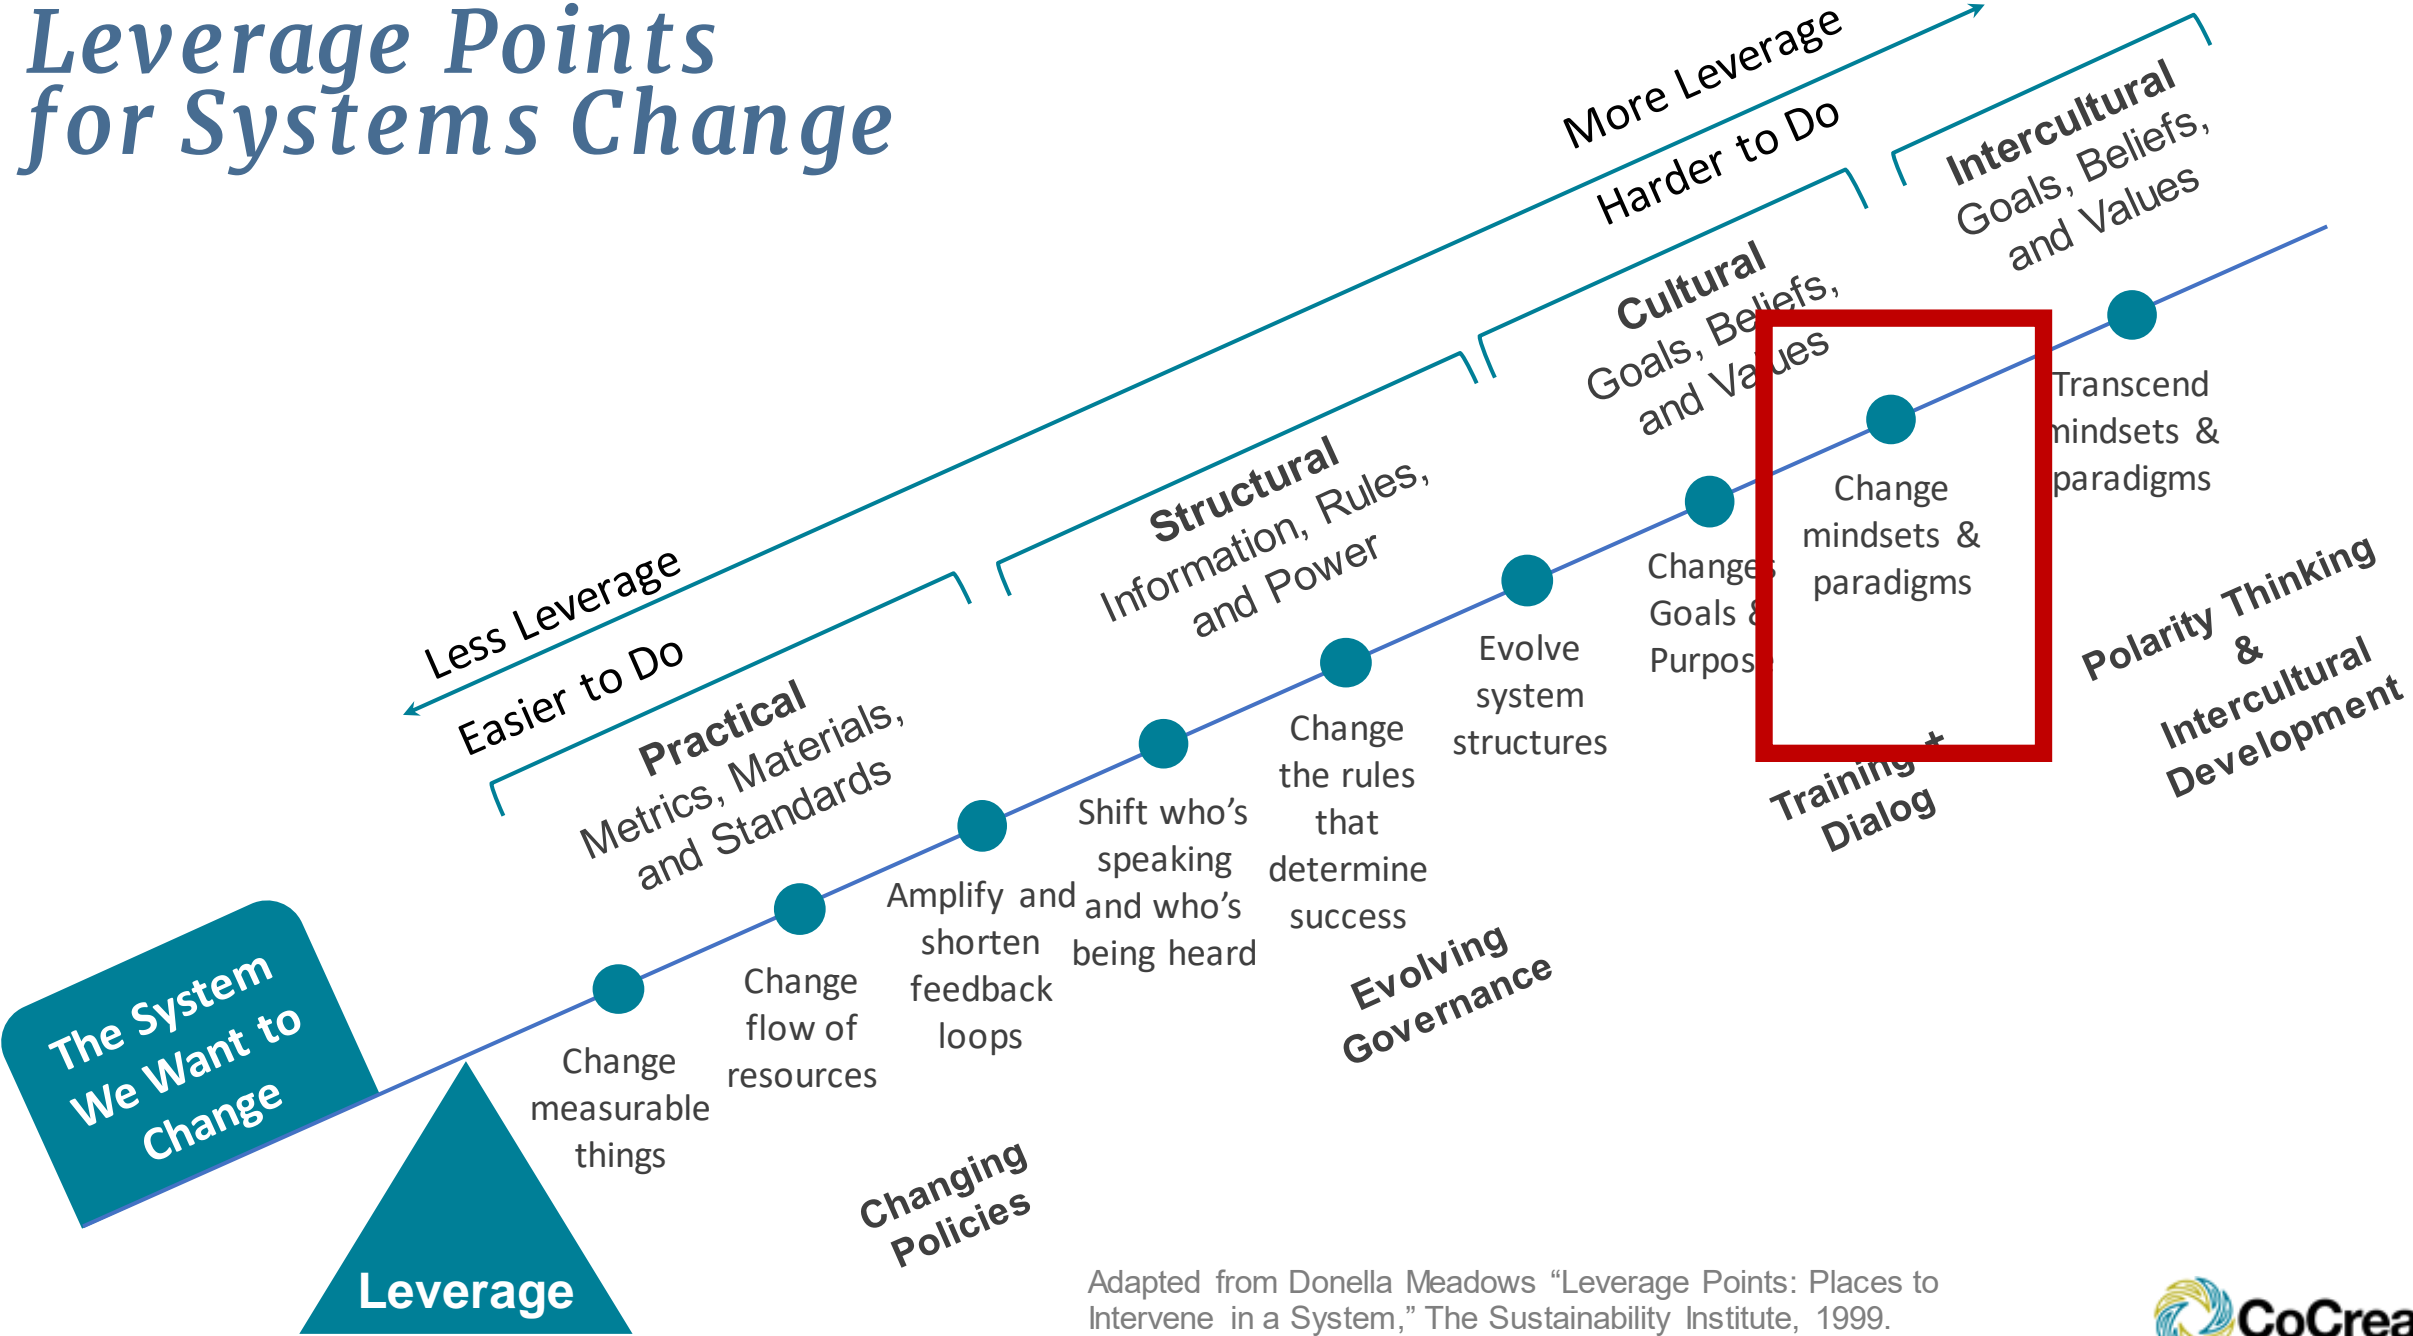 Leverage Points
for Systems Change
More Leverage
Harder to Do
Less Leverage
Easier to Do
Intercultural
Goals, Beliefs,
and Values
Cultural
Goals, Beliefs,
and Values
Structural
Information, Rules,
and Power
Practical
Metrics, Materials,
and Standards
The System
We Want to
Change
Leverage
Change
measurable
things
Change
flow of
resources
Amplify and
shorten
feedback
loops
Shift who’s
speaking
and who’s
being heard
Change
the rules
that
determine
success
Evolve
system
structures
Changes
Goals &
Purpose
Change
mindsets &
paradigms
Transcend
mindsets &
paradigms
Changing
Policies
Evolving
Governance
Training +
Dialog
Polarity Thinking
&
Intercultural
Development
Adapted from Donella Meadows “Leverage Points: Places to
Intervene in a System,” The Sustainability Institute, 1999.
CoCrea